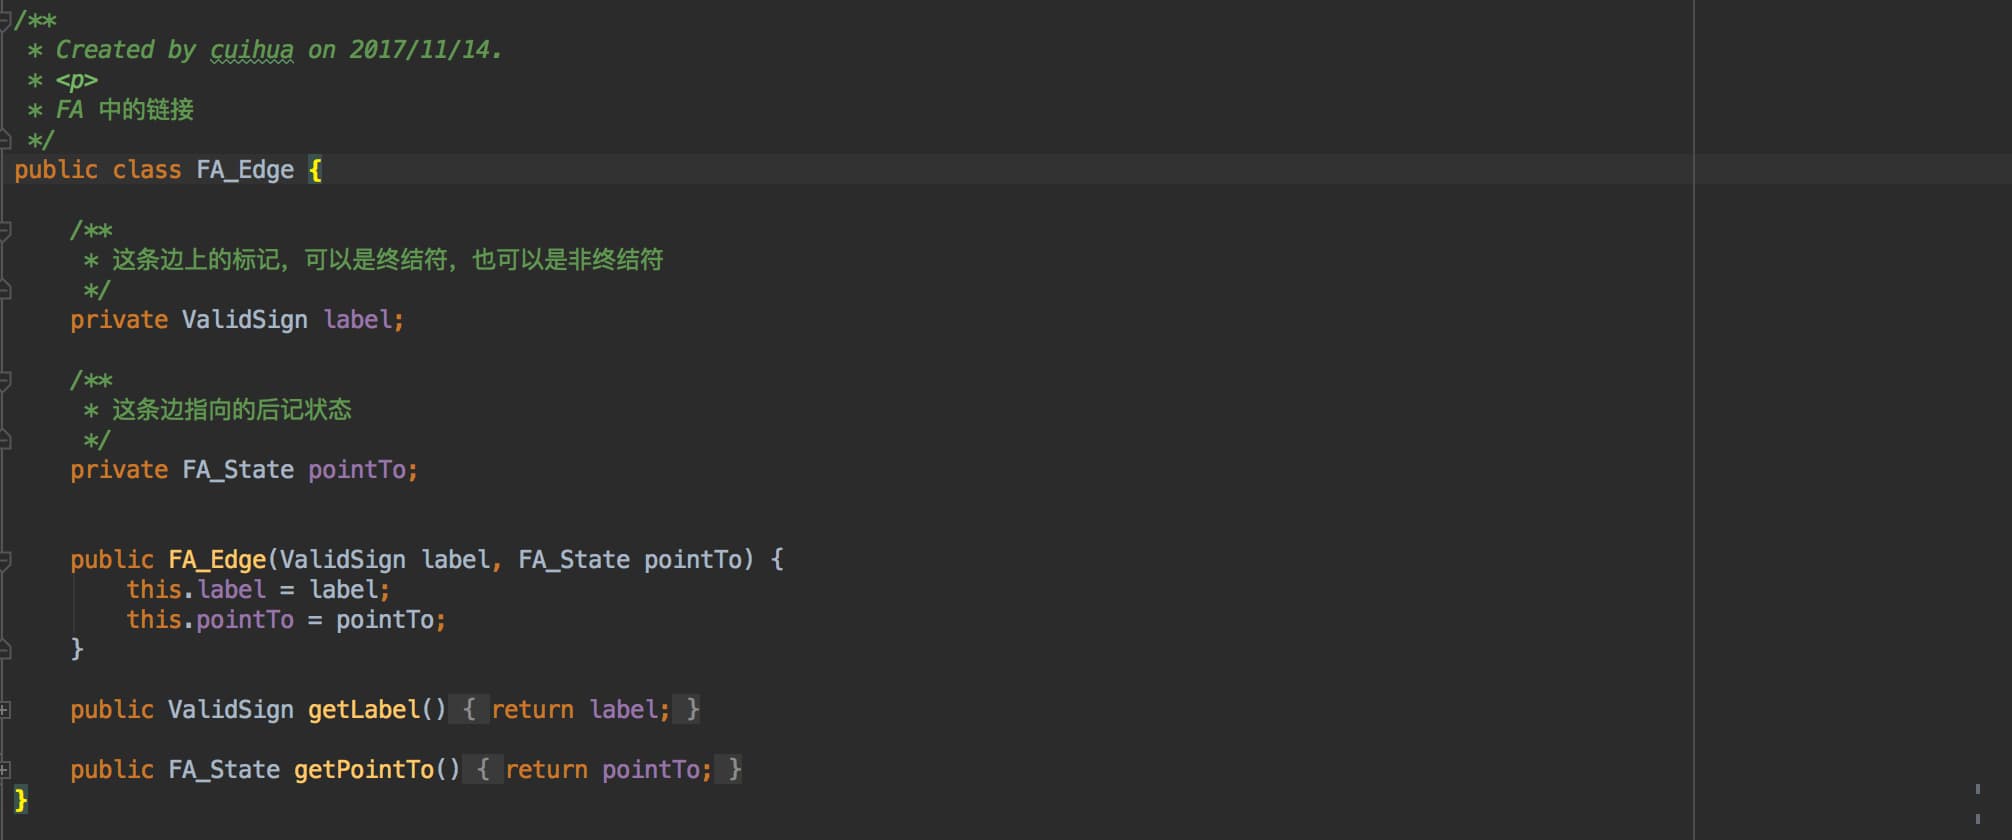 /**
 * Created by cuihua on 2017/11/14.
 * <p>
 * FA 中的链接
 */
public class FA_Edge {
    /**
     * 这条边上的标记，可以是终结符，也可以是非终结符
     */
    private ValidSign label;
    /**
     * 这条边指向的后记状态
     */
    private FA_State pointTo;
    public FA_Edge(ValidSign label, FA_State pointTo) {
        this.label = label;
        this.pointTo = pointTo;
    }
    public ValidSign getLabel() { return label; }
    public FA_State getPointTo() { return pointTo; }
}